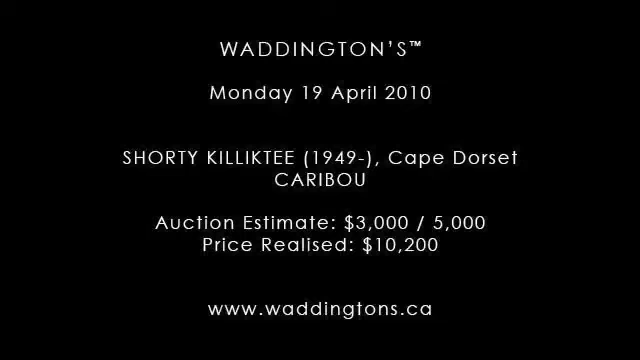 WADDINGTON'S™
Monday 19 April 2010
SHORTY KILLIKTEE (1949-), Cape Dorset
CARIBOU
Auction Estimate: $3,000 / 5,000
Price Realised: $10,200
www.waddingtons.ca